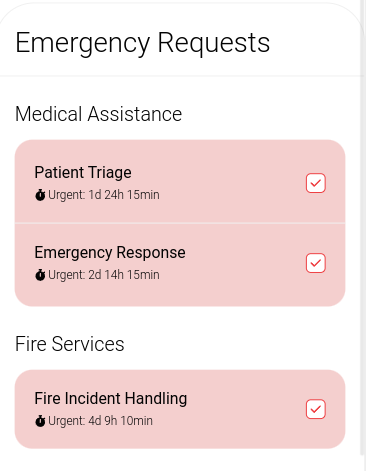 Emergency Requests
Medical Assistance
Patient Triage
Urgent: 1d 24h 15min
Emergency Response
Urgent: 2d 14h 15min
Fire Services
Fire Incident Handling
Urgent: 4d 9h 10min